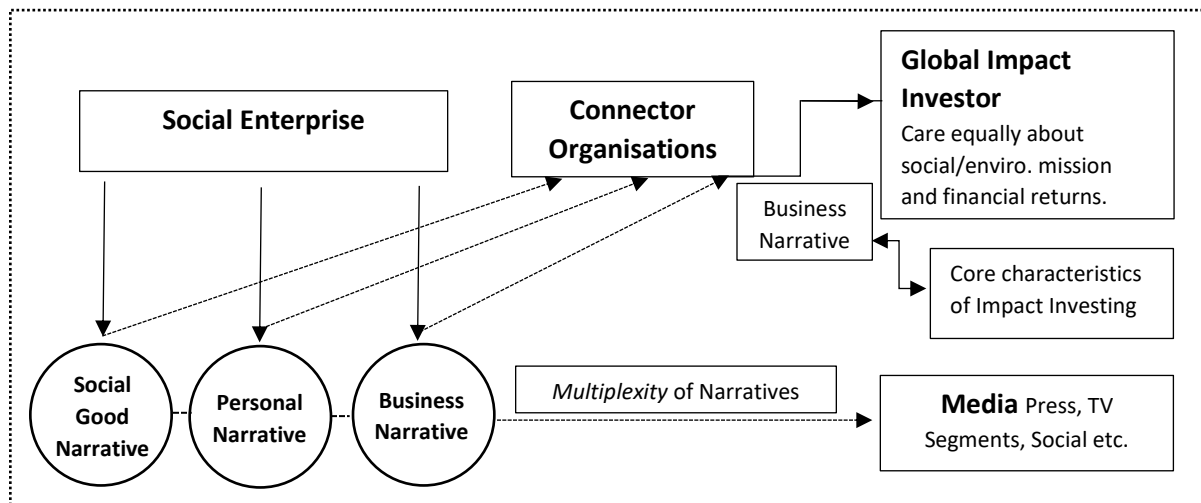 Social Enterprise
Connector
Organisations
Global Impact
Investor
Care equally about
social/enviro. mission
and financial returns.
Business
Narrative
Core characteristics
of Impact Investing
Social
Good
Narrative
Personal
Narrative
Business
Narrative
Multiplexity of Narratives
Media Press, TV
Segments, Social etc.